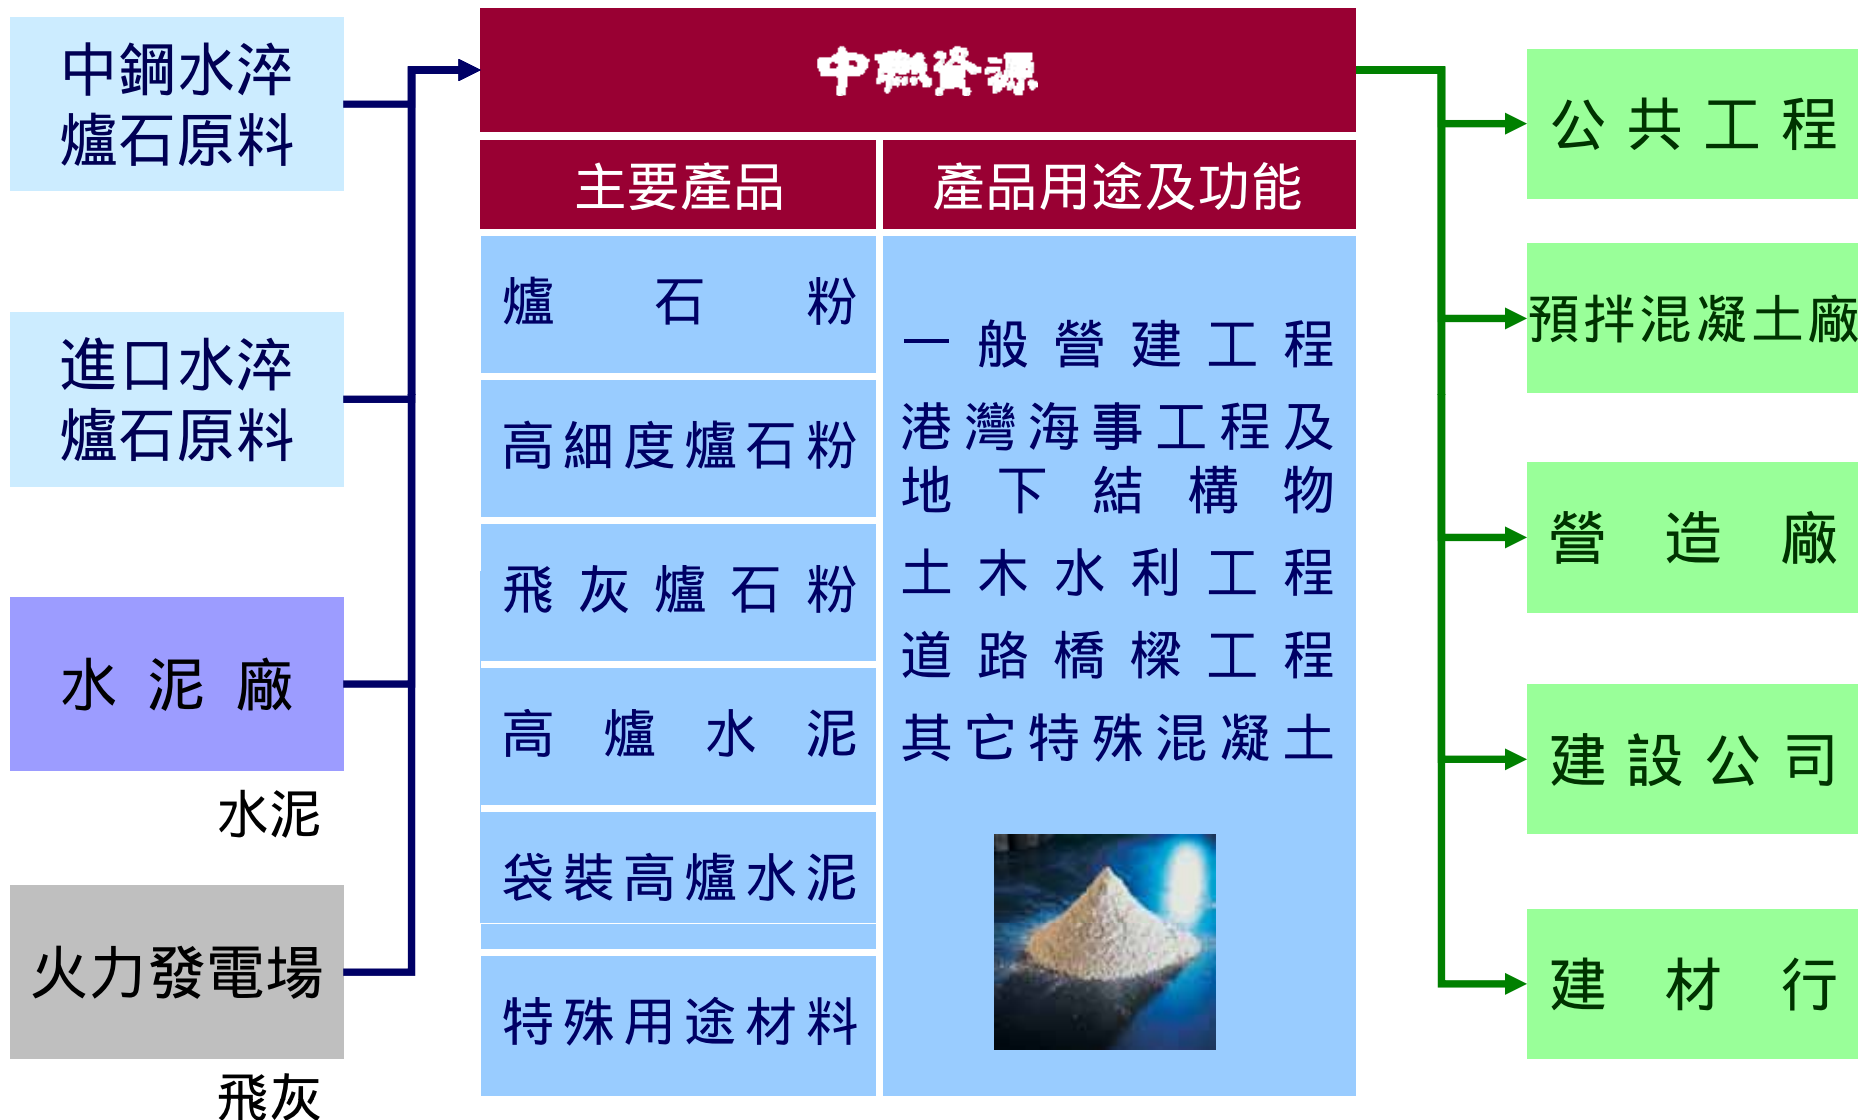 中鋼水淬
爐石原料
進口水淬
爐石原料
水泥廠
水泥
火力發電場
飛灰
中聯資源
主要產品
產品用途及功能
爐石粉
高細度爐石粉
飛灰爐石粉
高爐水泥
袋裝高爐水泥
特殊用途材料
一般營建工程
港灣海事工程及
地下結構物
土木水利工程
道路橋樑工程
其它特殊混凝土
公共工程
預拌混凝土廠
營造廠
建設公司
建材行